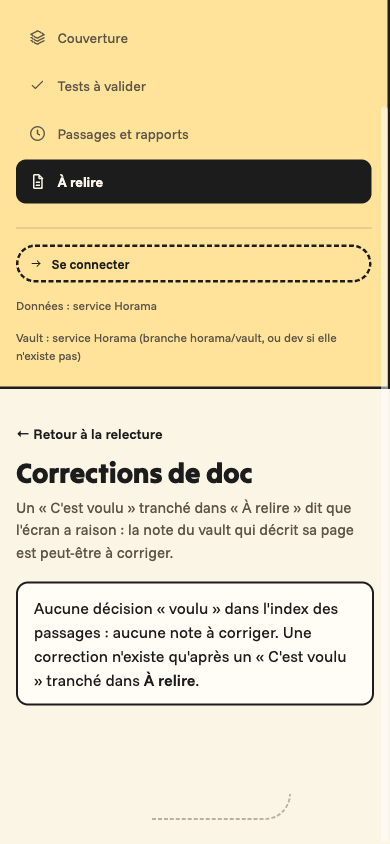 Couverture
Tests à valider
Passages et rapports
À relire
→ Se connecter
Données : service Horama
Vault : service Horama (branche horama/vault, ou dev si elle
n'existe pas)
← Retour à la relecture
Corrections de doc
Un « C'est voulu » tranché dans « À relire » dit que
l'écran a raison : la note du vault qui décrit sa page
est peut-être à corriger.
Aucune décision « voulu » dans l'index des
passages : aucune note à corriger. Une
correction n'existe qu'après un « C'est voulu
» tranché dans À relire.